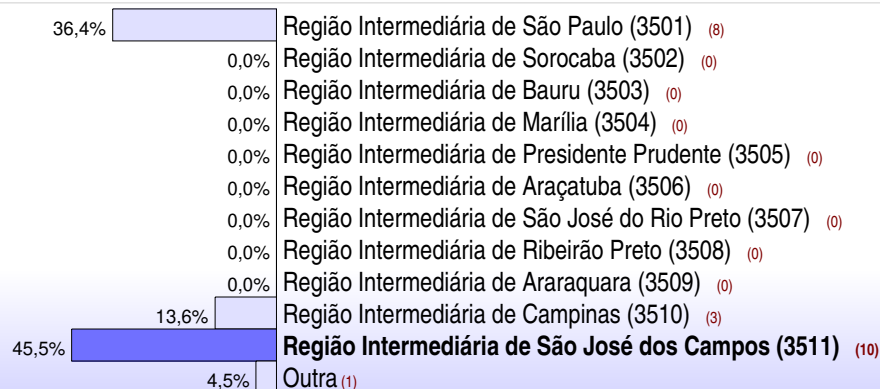 36,4% Região Intermediária de São Paulo (3501) (8)
0,0% Região Intermediária de Sorocaba (3502) (0)
0,0% Região Intermediária de Bauru (3503) (0)
0,0% Região Intermediária de Marília (3504) (0)
0,0% Região Intermediária de Presidente Prudente (3505) (0)
0,0% Região Intermediária de Araçatuba (3506) (0)
0,0% Região Intermediária de São José do Rio Preto (3507) (0)
0,0% Região Intermediária de Ribeirão Preto (3508) (0)
0,0% Região Intermediária de Araraquara (3509) (0)
13,6% Região Intermediária de Campinas (3510) (3)
45,5% Região Intermediária de São José dos Campos (3511) (10)
4,5% Outra (1)